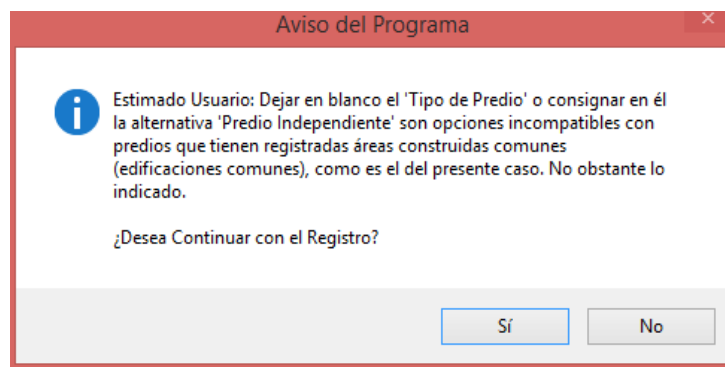 Aviso del Programa
Estimado Usuario: Dejar en blanco el 'Tipo de Predio' o consignar en él
la alternativa 'Predio Independiente' son opciones incompatibles con
predios que tienen registradas áreas construidas comunes
(edificaciones comunes), como es el del presente caso. No obstante lo
indicado.
¿Desea Continuar con el Registro?
Sí
No